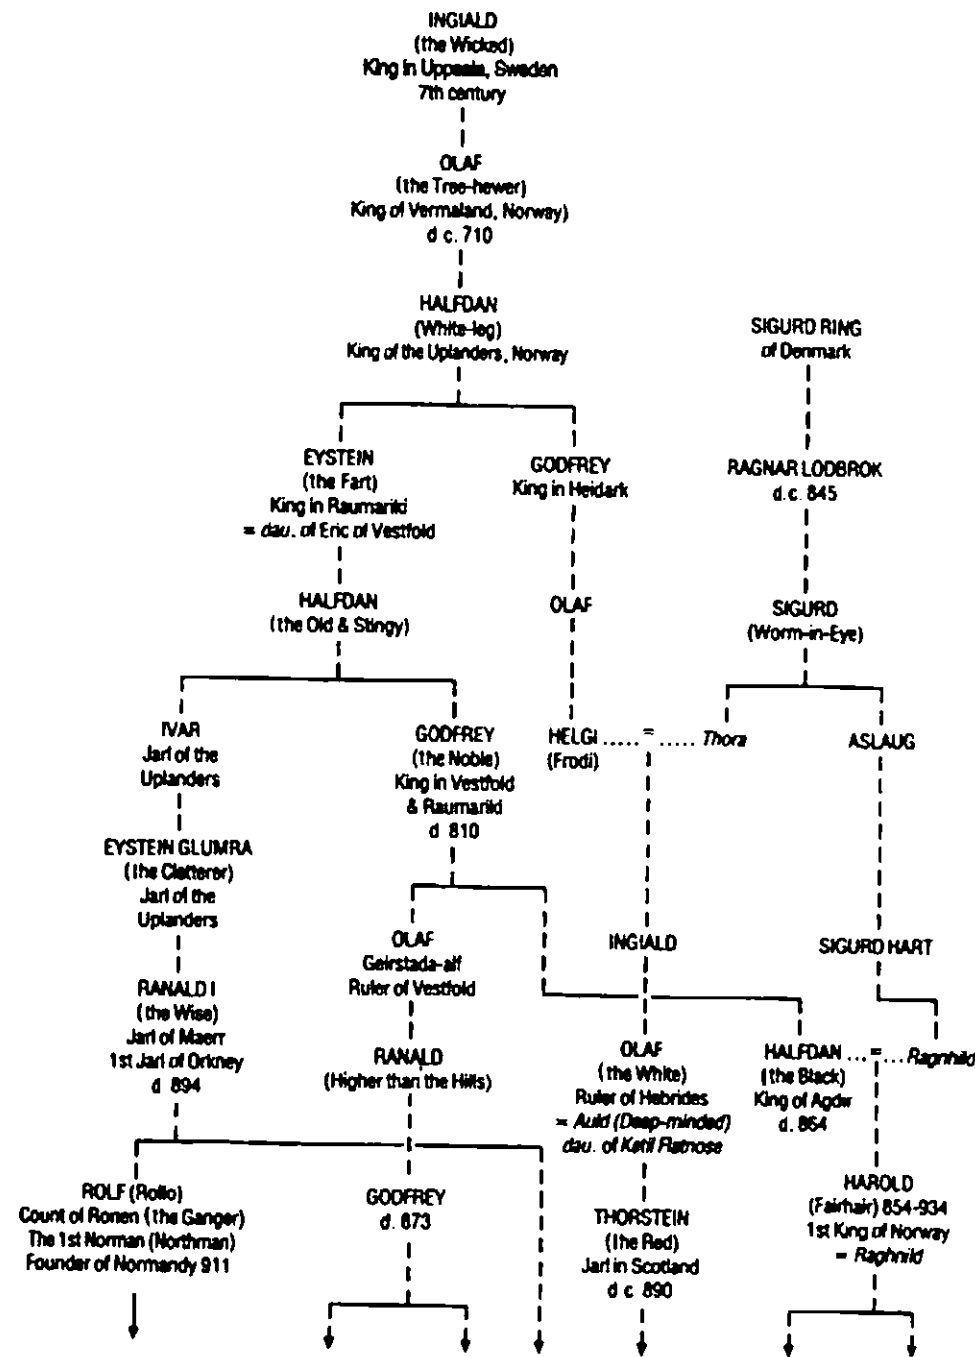 INGIALD
(the Wicked)
King in Uppsala, Sweden
7th century
OLAF
(the Tree-hewer)
King of Vermaland, Norway)
d c. 710
HALFDAN
(White-leg)
King of the Uplanders, Norway
SIGURD RING
of Denmark
EYSTEIN
(the Fart)
King in Raumariki
= dau. of Eric of Vestfold
GODFREY
King in Heidark
RAGNAR LODBROK
d.c. 845
HALFDAN
(the Old & Stingy)
OLAF
SIGURD
(Worm-in-Eye)
IVAR
Jarl of the
Uplanders
GODFREY
(the Noble)
King in Vestfold
& Raumariki
d 810
HELGI ..... = ..... Thora
(Frodi)
ASLAUG
EYSTEIN GLUMRA
(the Clatterer)
Jarl of the
Uplanders
OLAF
Geirstada-alf
Ruler of Vestfold
INGIALD
SIGURD HART
RANALD I
(the Wise)
Jarl of Maerr
1st Jarl of Orkney
d 894
RANALD
(Higher than the Hills)
OLAF
(the White)
Ruler of Hebrides
= Auld (Deep-minded)
dau. of Ketil Flatnose
HALFDAN ... = ... Ragnhild
(the Black)
King of Agdir
d. 864
ROLF (Rollo)
Count of Ronen (the Ganger)
The 1st Norman (Northman)
Founder of Normandy 911
GODFREY
d. 873
THORSTEIN
(the Red)
Jarl in Scotland
d c 890
HAROLD
(Fairhair) 854-934
1st King of Norway
= Raghnild